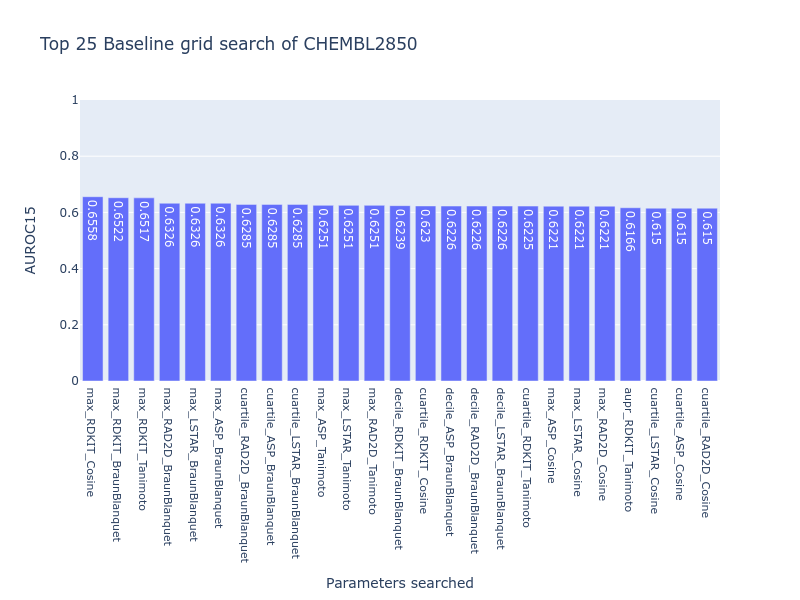 Top 25 Baseline grid search of CHEMBL2850
AUROC15
1
0.8
0.6
0.4
0.2
0
0.6558
0.6522
0.6517
0.6326
0.6326
0.6326
0.6285
0.6285
0.6285
0.6251
0.6251
0.6251
0.6239
0.623
0.6226
0.6226
0.6226
0.6225
0.6221
0.6221
0.6221
0.6166
0.615
0.615
0.615
max_RDKIT_Cosine
max_RDKIT_BraunBlanquet
max_RDKIT_Tanimoto
max_RAD2D_BraunBlanquet
max_LSTAR_BraunBlanquet
max_ASP_BraunBlanquet
cuartile_RAD2D_BraunBlanquet
cuartile_ASP_BraunBlanquet
cuartile_LSTAR_BraunBlanquet
max_ASP_Tanimoto
max_LSTAR_Tanimoto
max_RAD2D_Tanimoto
decile_RDKIT_BraunBlanquet
cuartile_RDKIT_Cosine
decile_ASP_BraunBlanquet
decile_RAD2D_BraunBlanquet
decile_LSTAR_BraunBlanquet
cuartile_RDKIT_Tanimoto
max_ASP_Cosine
max_LSTAR_Cosine
max_RAD2D_Cosine
aupr_RDKIT_Tanimoto
cuartile_LSTAR_Cosine
cuartile_ASP_Cosine
cuartile_RAD2D_Cosine
Parameters searched